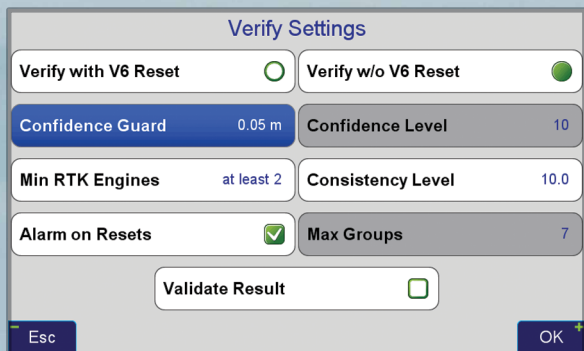 Verify Settings
Verify with V6 Reset
Verify w/o V6 Reset
Confidence Guard 0.05 m
Confidence Level 10
Min RTK Engines at least 2
Consistency Level 10.0
Alarm on Resets
Max Groups 7
Validate Result
- Esc
OK +